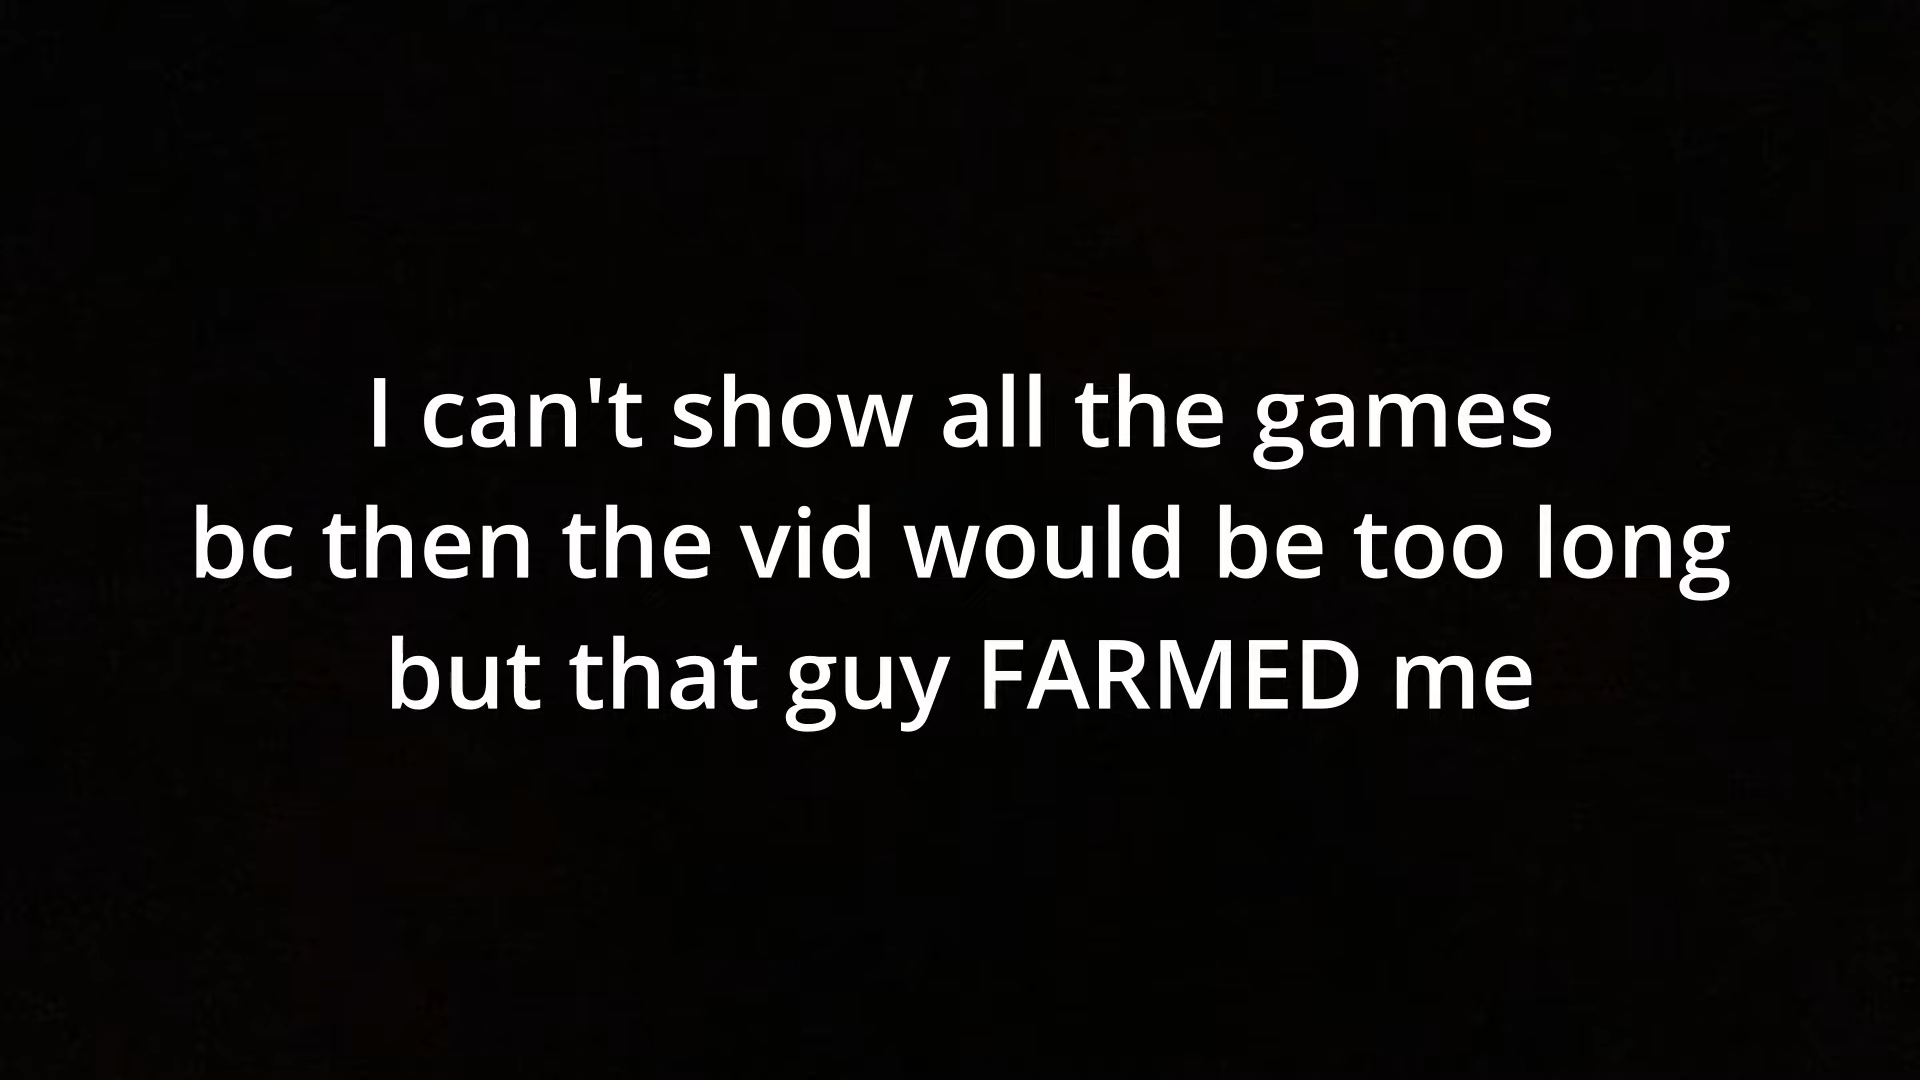 I can't show all the games
bc then the vid would be too long
but that guy FARMED me